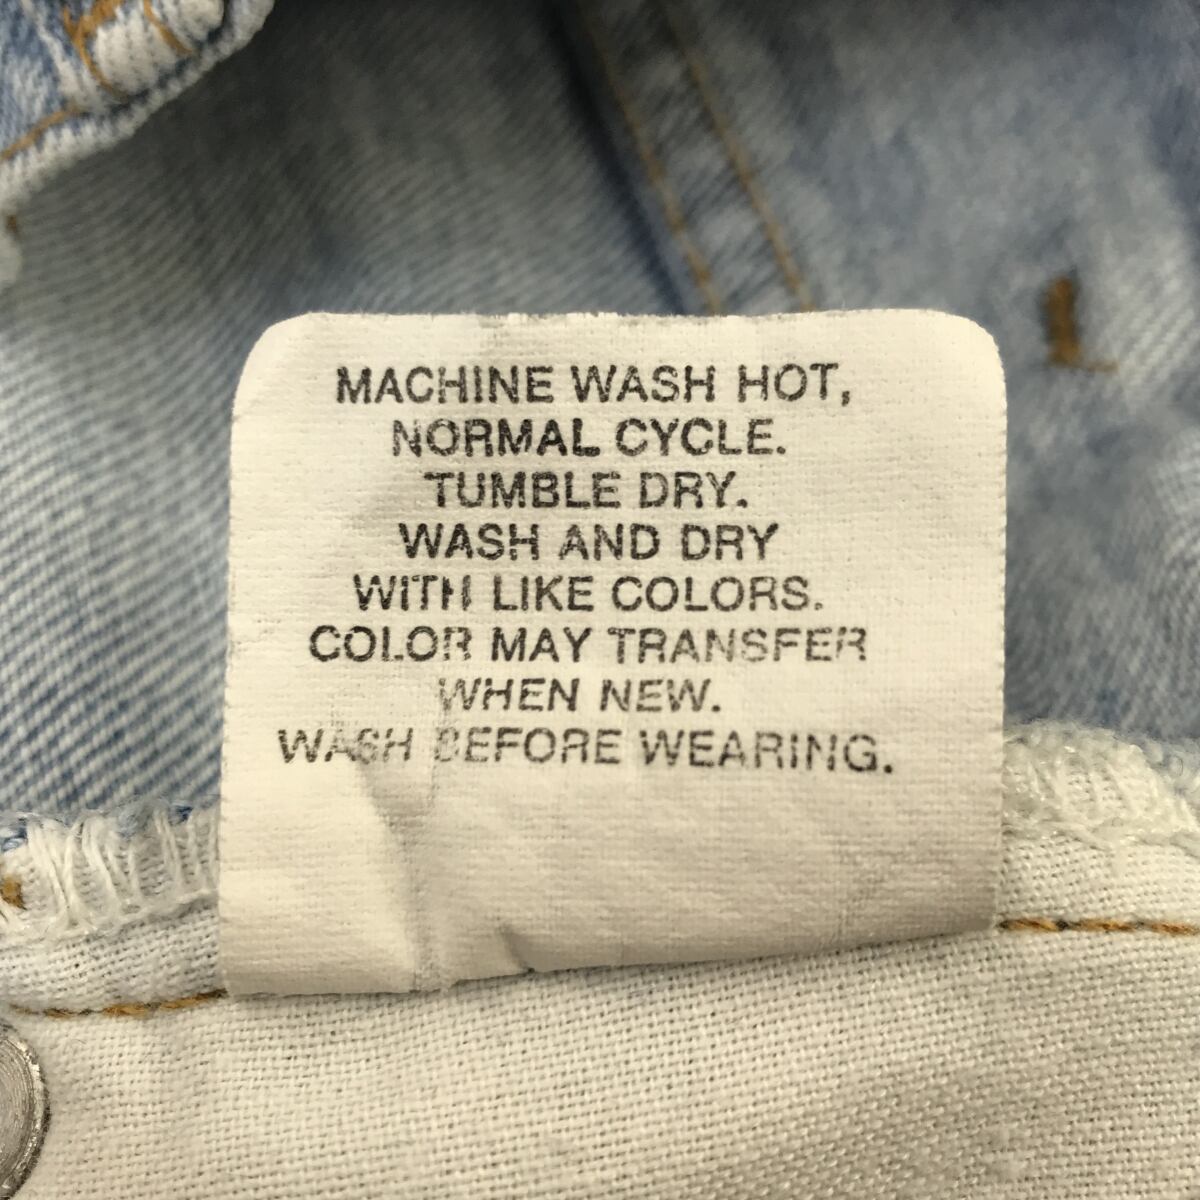 MACHINE WASH HOT,
NORMAL CYCLE.
TUMBLE DRY.
WASH AND DRY
WITH LIKE COLORS.
COLOR MAY TRANSFER
WHEN NEW.
WASH BEFORE WEARING.